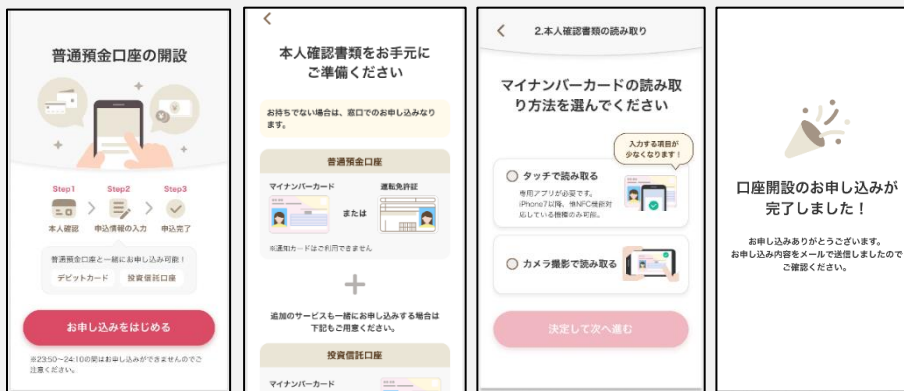 普通預金口座の開設
Step1
Step2
Step3
本人確認
申込情報の入力
申込完了
普通預金口座と一緒にお申し込み可能！
デビットカード
投資信託口座
お申し込みをはじめる
※23:50〜24:10の間はお申し込みができませんのでご
注意ください。
本人確認書類をお手元に
ご準備ください
お持ちでない場合は、窓口でのお申し込みなり
ます。
普通預金口座
マイナンバーカード
または
運転免許証
※通知カードはご利用できません
追加のサービスも一緒にお申し込みする場合は
下記もご用意ください。
投資信託口座
マイナンバーカード
2.本人確認書類の読み取り
マイナンバーカードの読み取
り方法を選んでください
入力する項目が
少なくなります！
タッチで読み取る
専用アプリが必要です。
iPhone7以降、他NFC機能対
応している機種のみ可能。
カメラ撮影で読み取る
決定して次へ進む
口座開設のお申し込みが
完了しました！
お申し込みありがとうございます。
お申し込み内容をメールで送信しましたので
ご確認ください。